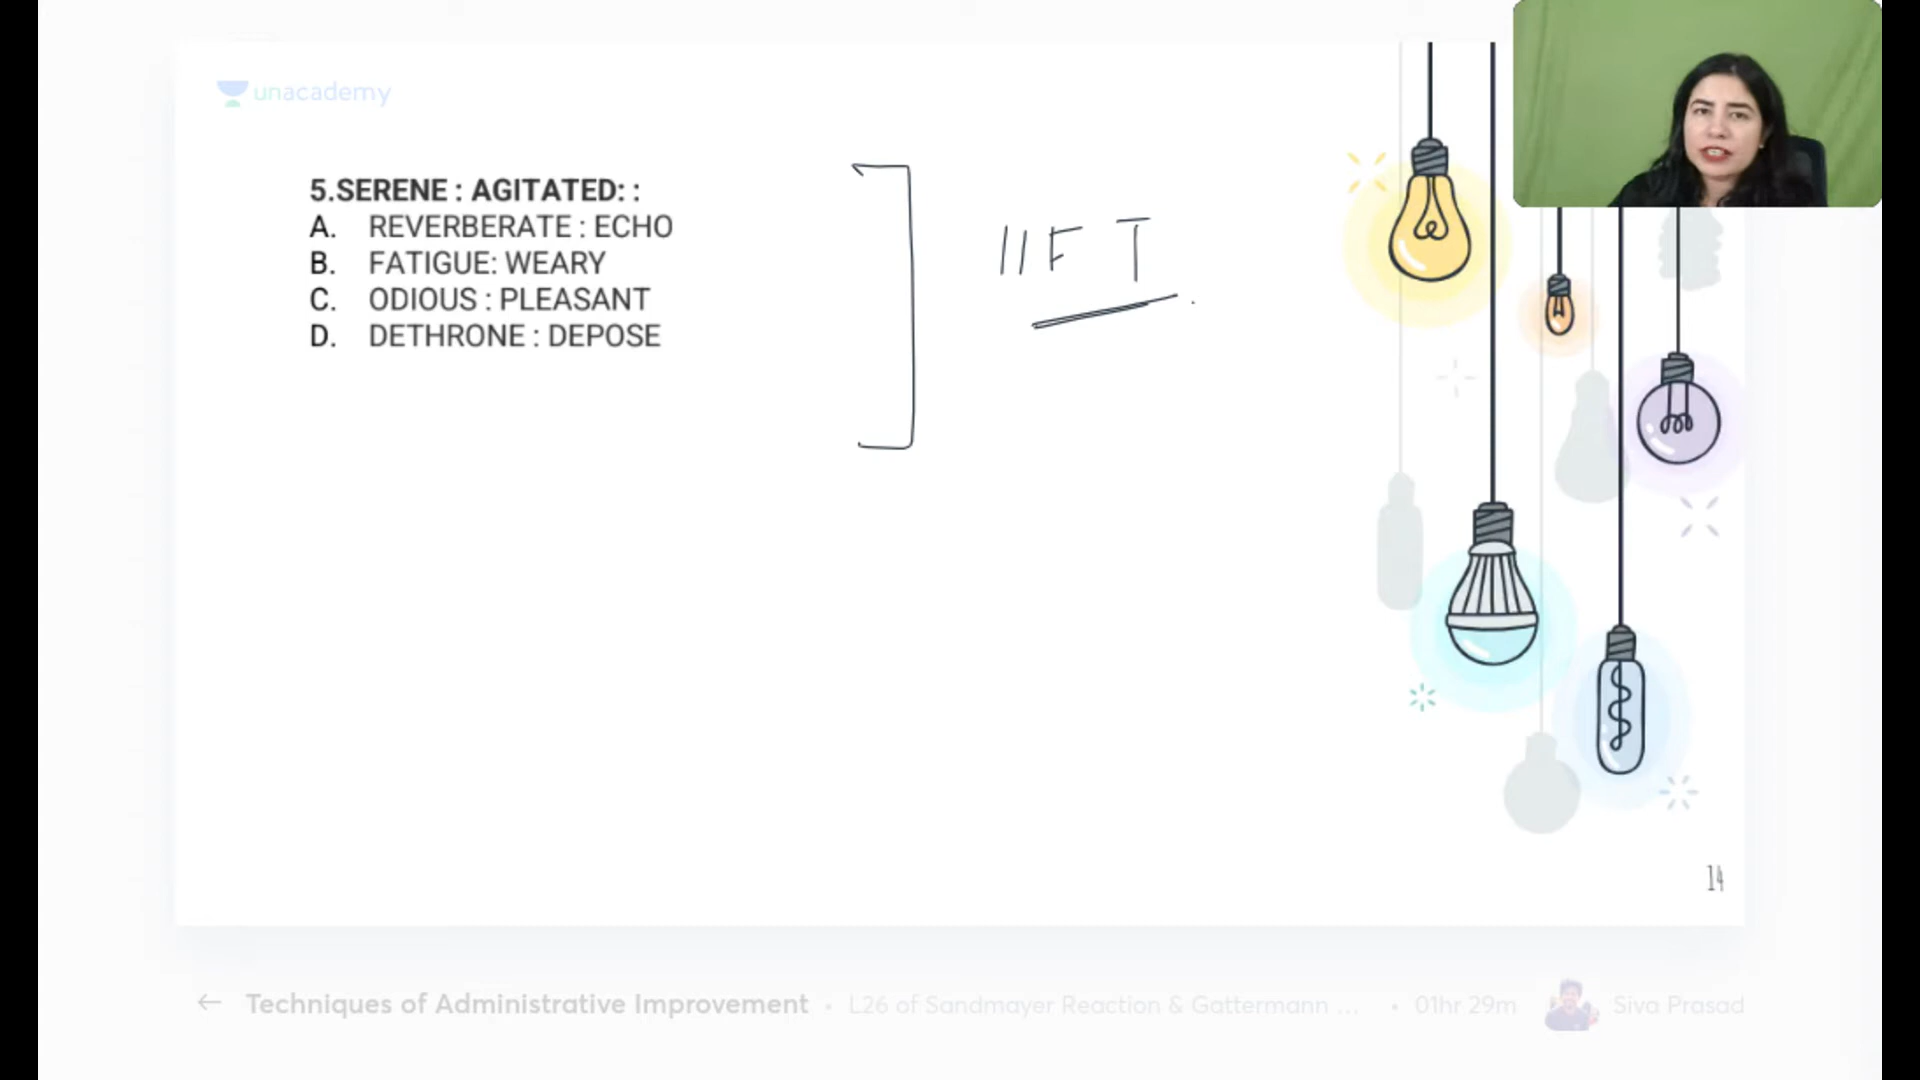 unacademy
5.SERENE : AGITATED: :
A. REVERBERATE : ECHO
B. FATIGUE: WEARY
C. ODIOUS : PLEASANT
D. DETHRONE : DEPOSE
IIFT
14
← Techniques of Administrative Improvement • L26 of Sandmayer Reaction & Gattermann ... • 01hr 29m Siva Prasad